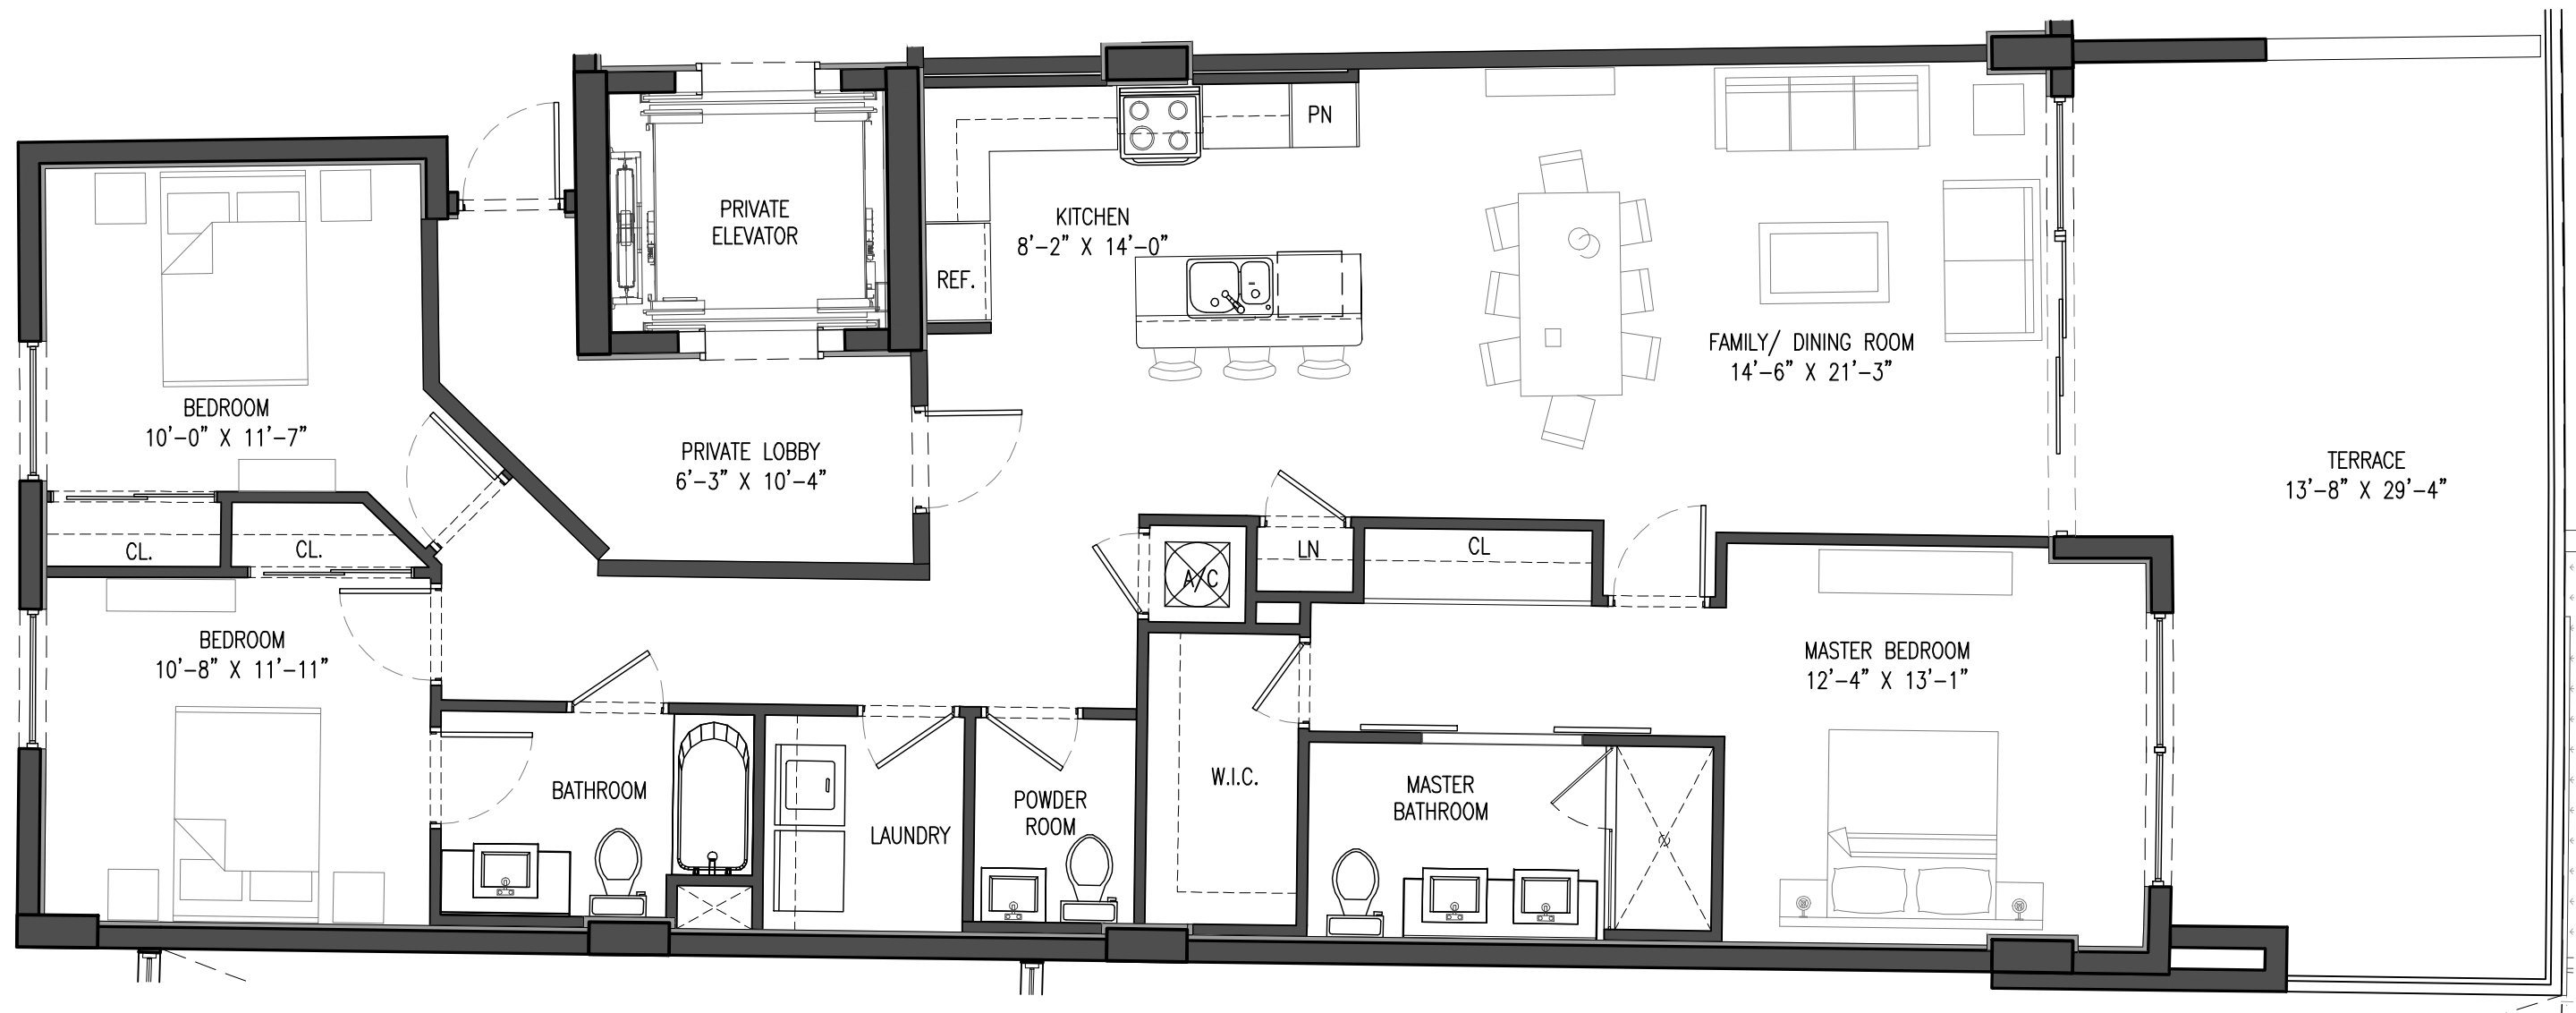 PN
PRIVATE
ELEVATOR
KITCHEN
8'-2" X 14'-0"
REF.
FAMILY/ DINING ROOM
14'-6" X 21'-3"
BEDROOM
10'-0" X 11'-7"
PRIVATE LOBBY
6'-3" X 10'-4"
TERRACE
13'-8" X 29'-4"
CL.
CL.
A/C
LN
CL
BEDROOM
10'-8" X 11'-11"
MASTER BEDROOM
12'-4" X 13'-1"
BATHROOM
LAUNDRY
POWDER
ROOM
W.I.C.
MASTER
BATHROOM